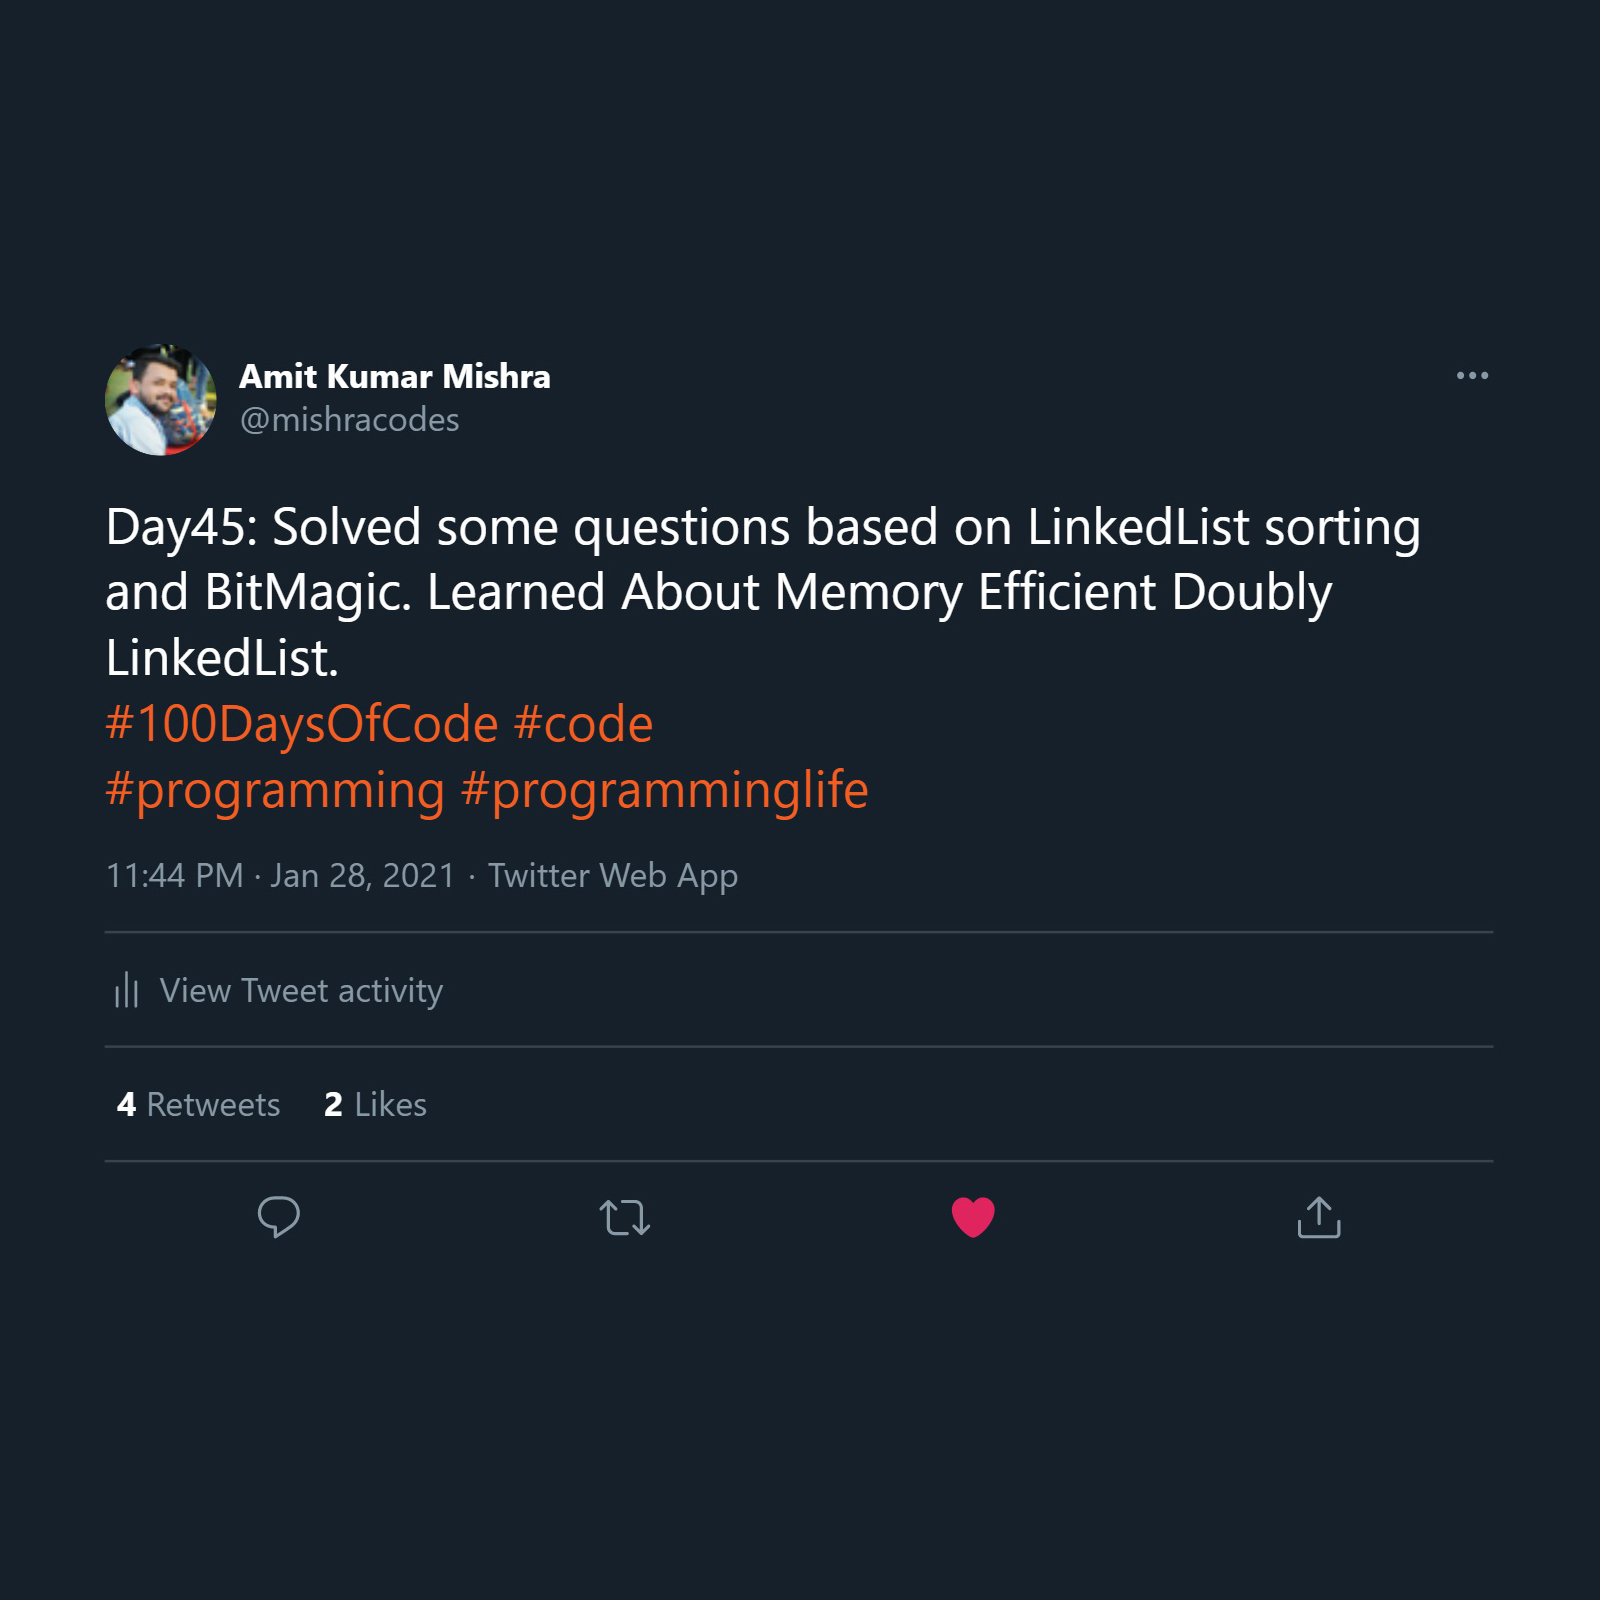 Amit Kumar Mishra
@mishracodes
Day45: Solved some questions based on LinkedList sorting
and BitMagic. Learned About Memory Efficient Doubly
LinkedList.
#100DaysOfCode #code
#programming #programminglife
11:44 PM · Jan 28, 2021 · Twitter Web App
View Tweet activity
4 Retweets 2 Likes